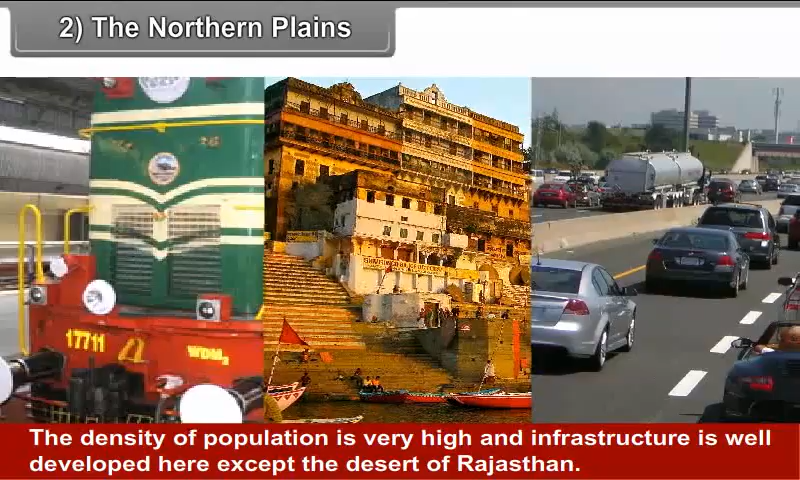 2) The Northern Plains
17711
WDM2
The density of population is very high and infrastructure is well
developed here except the desert of Rajasthan.